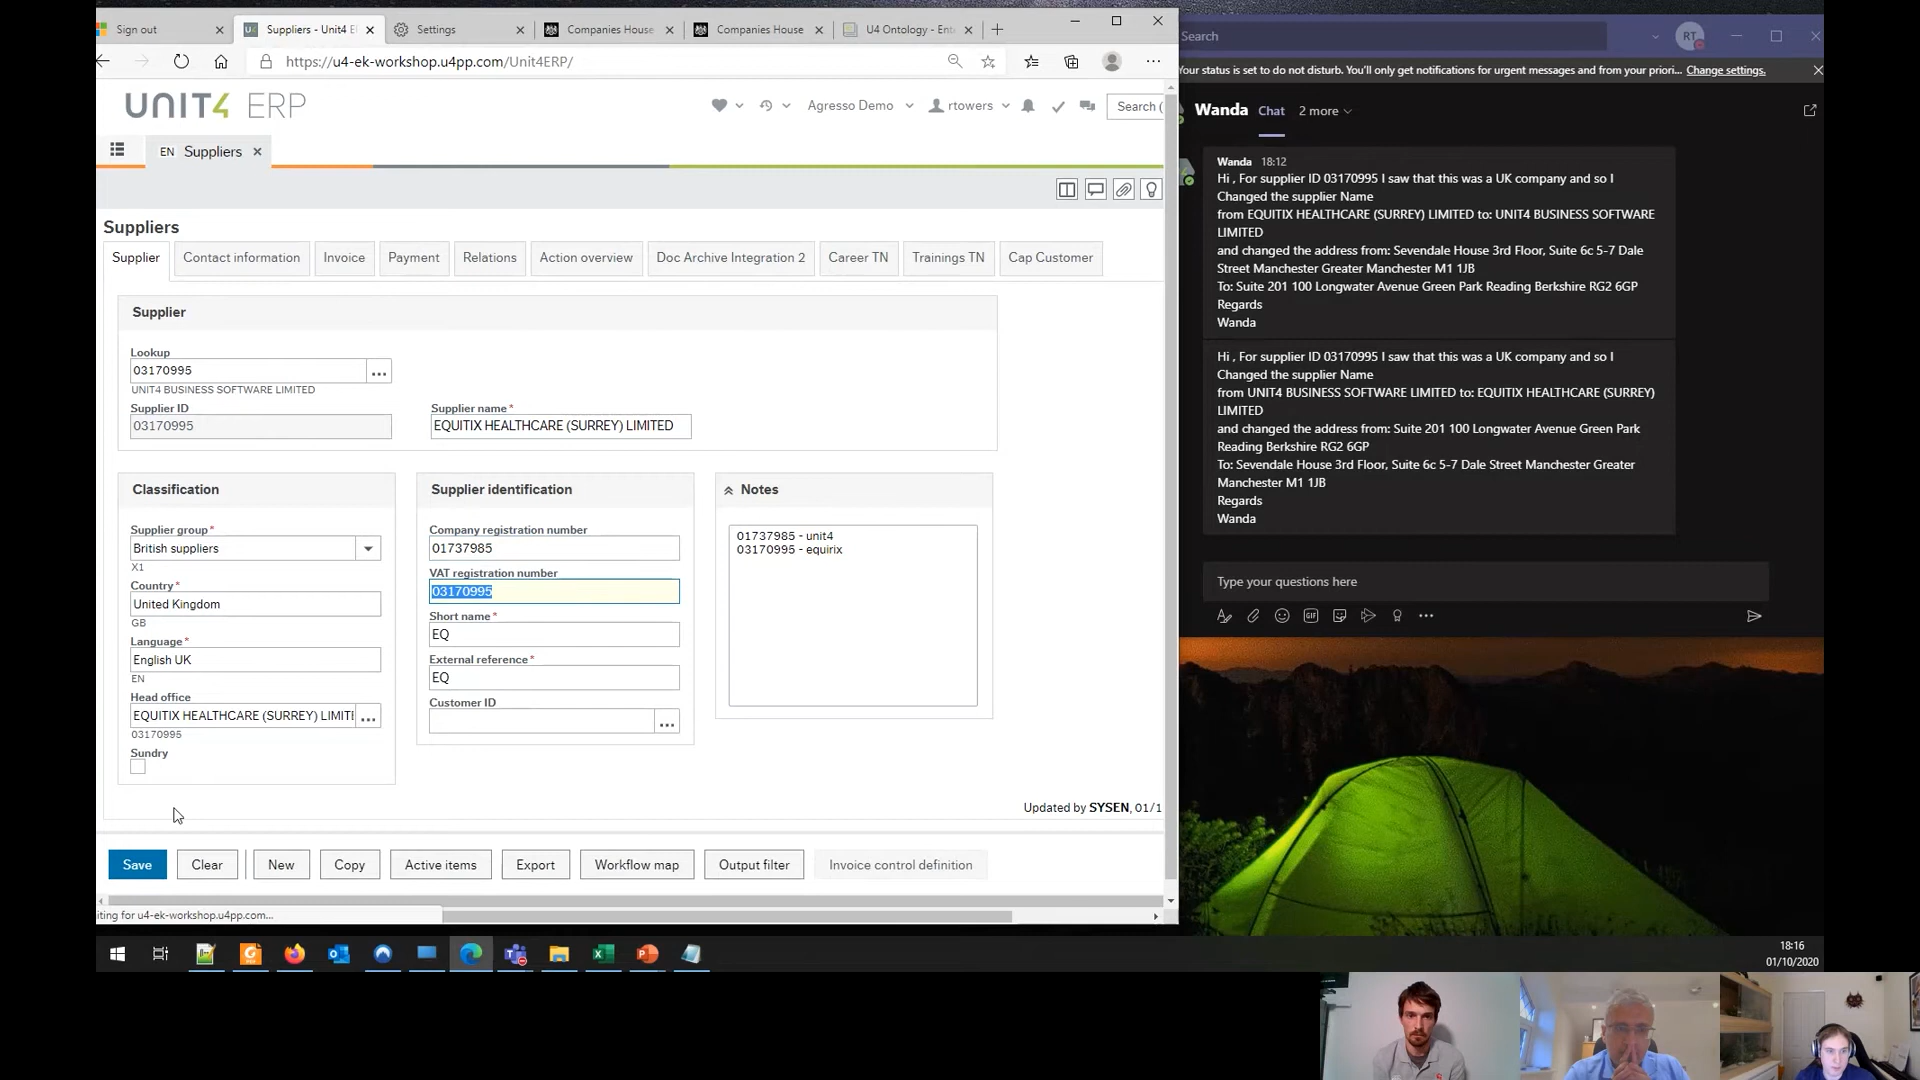 Sign out
Suppliers - Unit4 E
Settings
Companies House
Companies House
U4 Ontology - Ent
https://u4-ek-workshop.u4pp.com/Unit4ERP/
UNIT4 ERP
Agresso Demo
rtowers
Search (
EN Suppliers
Suppliers
Supplier
Contact information
Invoice
Payment
Relations
Action overview
Doc Archive Integration 2
Career TN
Trainings TN
Cap Customer
Supplier
Lookup
03170995
...
UNIT4 BUSINESS SOFTWARE LIMITED
Supplier ID
Supplier name*
03170995
EQUITIX HEALTHCARE (SURREY) LIMITED
Classification
Supplier group*
British suppliers
X1
Country*
United Kingdom
GB
Language*
English UK
EN
Head office
EQUITIX HEALTHCARE (SURREY) LIMITE
...
03170995
Sundry
Supplier identification
Company registration number
01737985
VAT registration number
03170995
Short name*
EQ
External reference*
EQ
Customer ID
...
Notes
01737985 - unit4
03170995 - equirix
Updated by SYSEN, 01/1
Save
Clear
New
Copy
Active items
Export
Workflow map
Output filter
Invoice control definition
iting for u4-ek-workshop.u4pp.com...
Search
RT
Your status is set to do not disturb. You'll only get notifications for urgent messages and from your priori... Change settings.
Wanda Chat 2 more
Wanda 18:12
Hi , For supplier ID 03170995 I saw that this was a UK company and so I
Changed the supplier Name
from EQUITIX HEALTHCARE (SURREY) LIMITED to: UNIT4 BUSINESS SOFTWARE
LIMITED
and changed the address from: Sevendale House 3rd Floor, Suite 6c 5-7 Dale
Street Manchester Greater Manchester M1 1JB
To: Suite 201 100 Longwater Avenue Green Park Reading Berkshire RG2 6GP
Regards
Wanda
Hi , For supplier ID 03170995 I saw that this was a UK company and so I
Changed the supplier Name
from UNIT4 BUSINESS SOFTWARE LIMITED to: EQUITIX HEALTHCARE (SURREY)
LIMITED
and changed the address from: Suite 201 100 Longwater Avenue Green Park
Reading Berkshire RG2 6GP
To: Sevendale House 3rd Floor, Suite 6c 5-7 Dale Street Manchester Greater
Manchester M1 1JB
Regards
Wanda
Type your questions here
GIF
18:16
01/10/2020